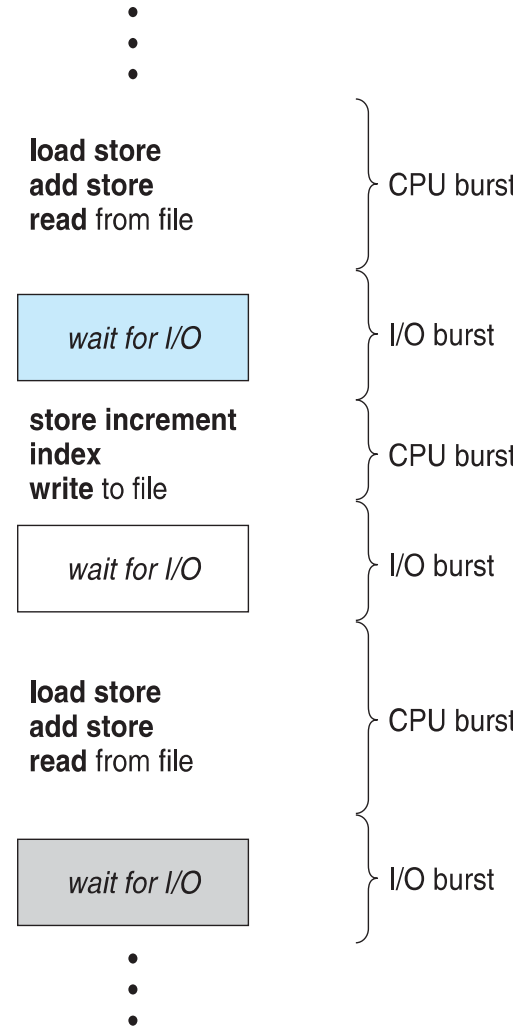 load store
add store
read from file
CPU burst
wait for I/O
I/O burst
store increment
index
write to file
CPU burst
wait for I/O
I/O burst
load store
add store
read from file
CPU burst
wait for I/O
I/O burst